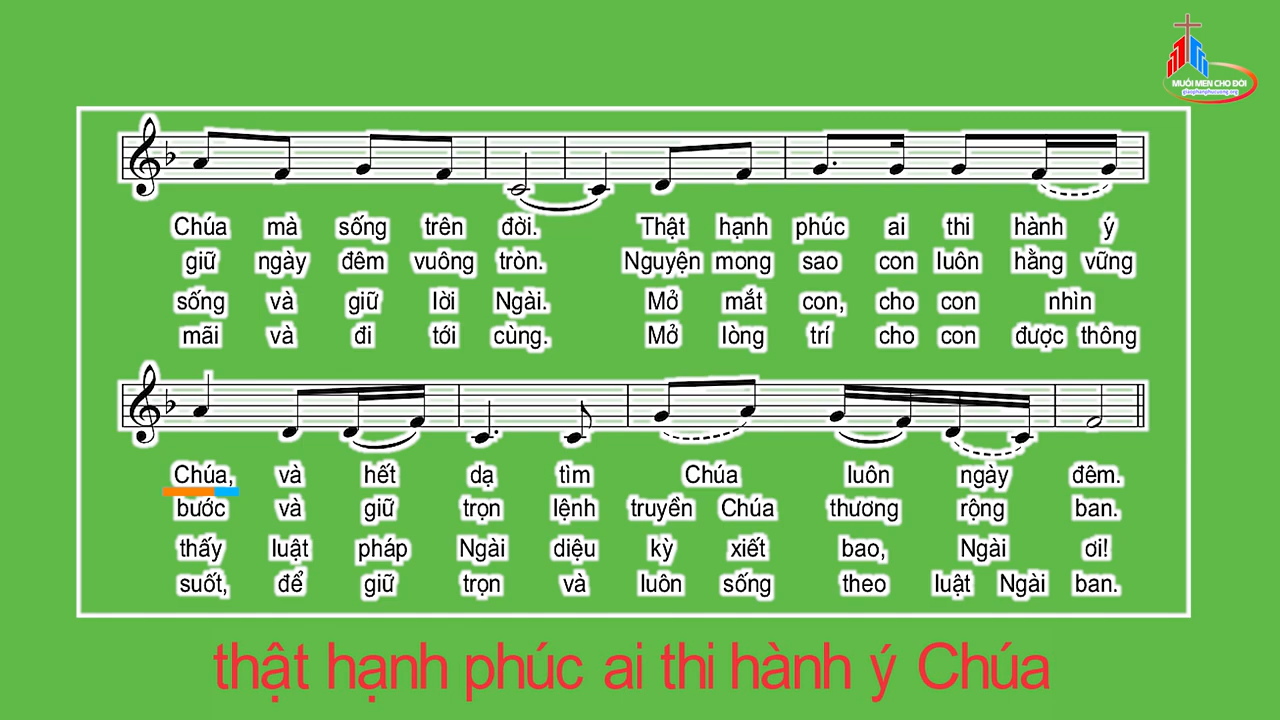 MUỐI MEN CHO ĐỜI
giaophanphucuong.org
Chúa mà sống trên đời. Thật hạnh phúc ai thi hành ý
giữ ngày đêm vuông tròn. Nguyện mong sao con luôn hằng vững
sống và giữ lời Ngài. Mở mắt con, cho con nhìn
mãi và đi tới cùng. Mở lòng trí cho con được thông
Chúa, và hết dạ tìm Chúa luôn ngày đêm.
bước và giữ trọn lệnh truyền Chúa thương rộng ban.
thấy luật pháp Ngài diệu kỳ xiết bao, Ngài ơi!
suốt, để giữ trọn và luôn sống theo luật Ngài ban.
thật hạnh phúc ai thi hành ý Chúa